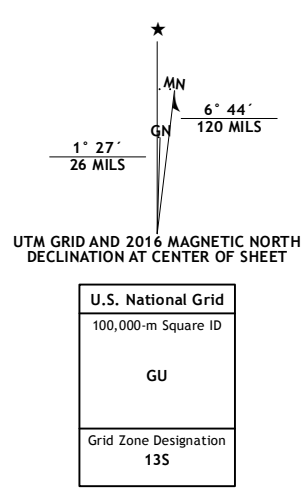 ★
MN
GN
6° 44´
120 MILS
1° 27´
26 MILS
UTM GRID AND 2016 MAGNETIC NORTH
DECLINATION AT CENTER OF SHEET
U.S. National Grid
100,000-m Square ID
GU
Grid Zone Designation
13S